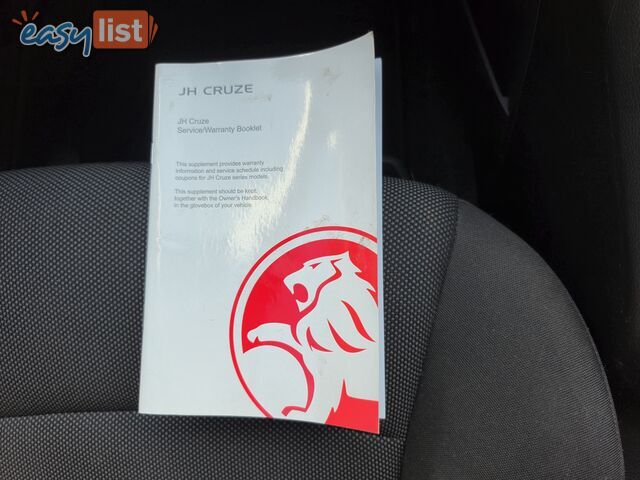 easy list
JH CRUZE
JH Cruze
Service/Warranty Booklet
This supplement provides warranty
information and service schedule including
coupons for JH Cruze series models.
This supplement should be kept
together with the Owner's Handbook
in the glovebox of your vehicle.